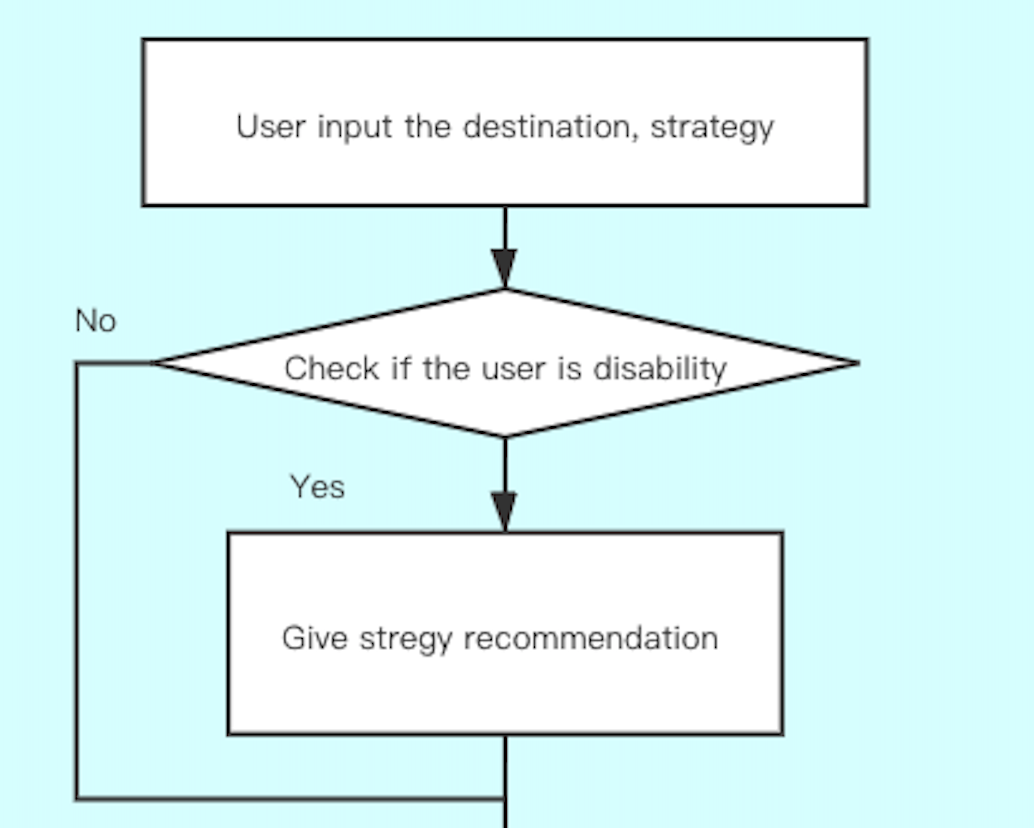 User input the destination, strategy
No
Check if the user is disability
Yes
Give stregy recommendation